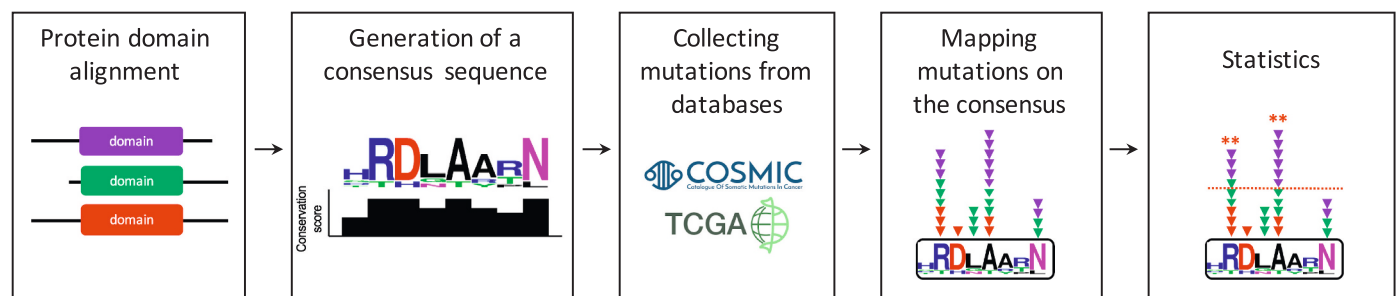 Protein domain
alignment
domain
domain
domain
Generation of a
consensus sequence
HRDLAARN
Conservation
score
Collecting
mutations from
databases
COSMIC
Catalogue Of Somatic Mutations In Cancer
TCGA
Mapping
mutations on
the consensus
HRDLAARN
Statistics
**
**
HRDLAARN